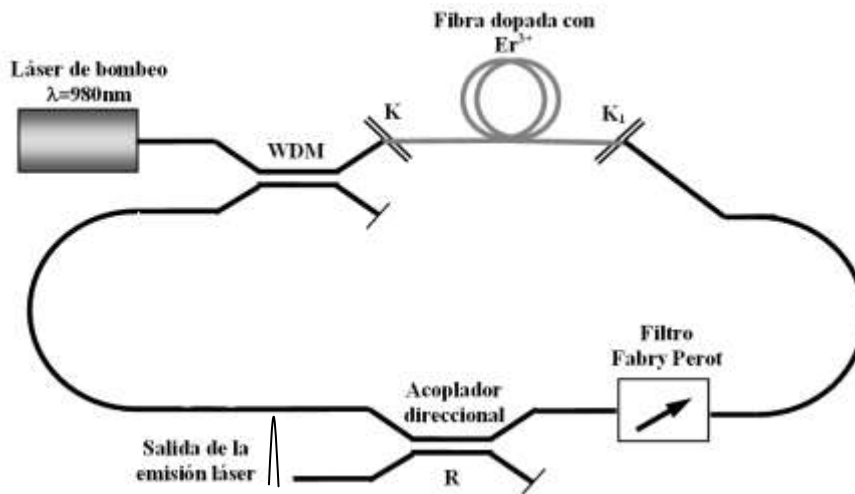 Fibra dopada con
Er³⁺
Láser de bombeo
λ=980nm
K
K₁
WDM
Filtro
Fabry Perot
Acoplador
direccional
Salida de la
emisión láser
R